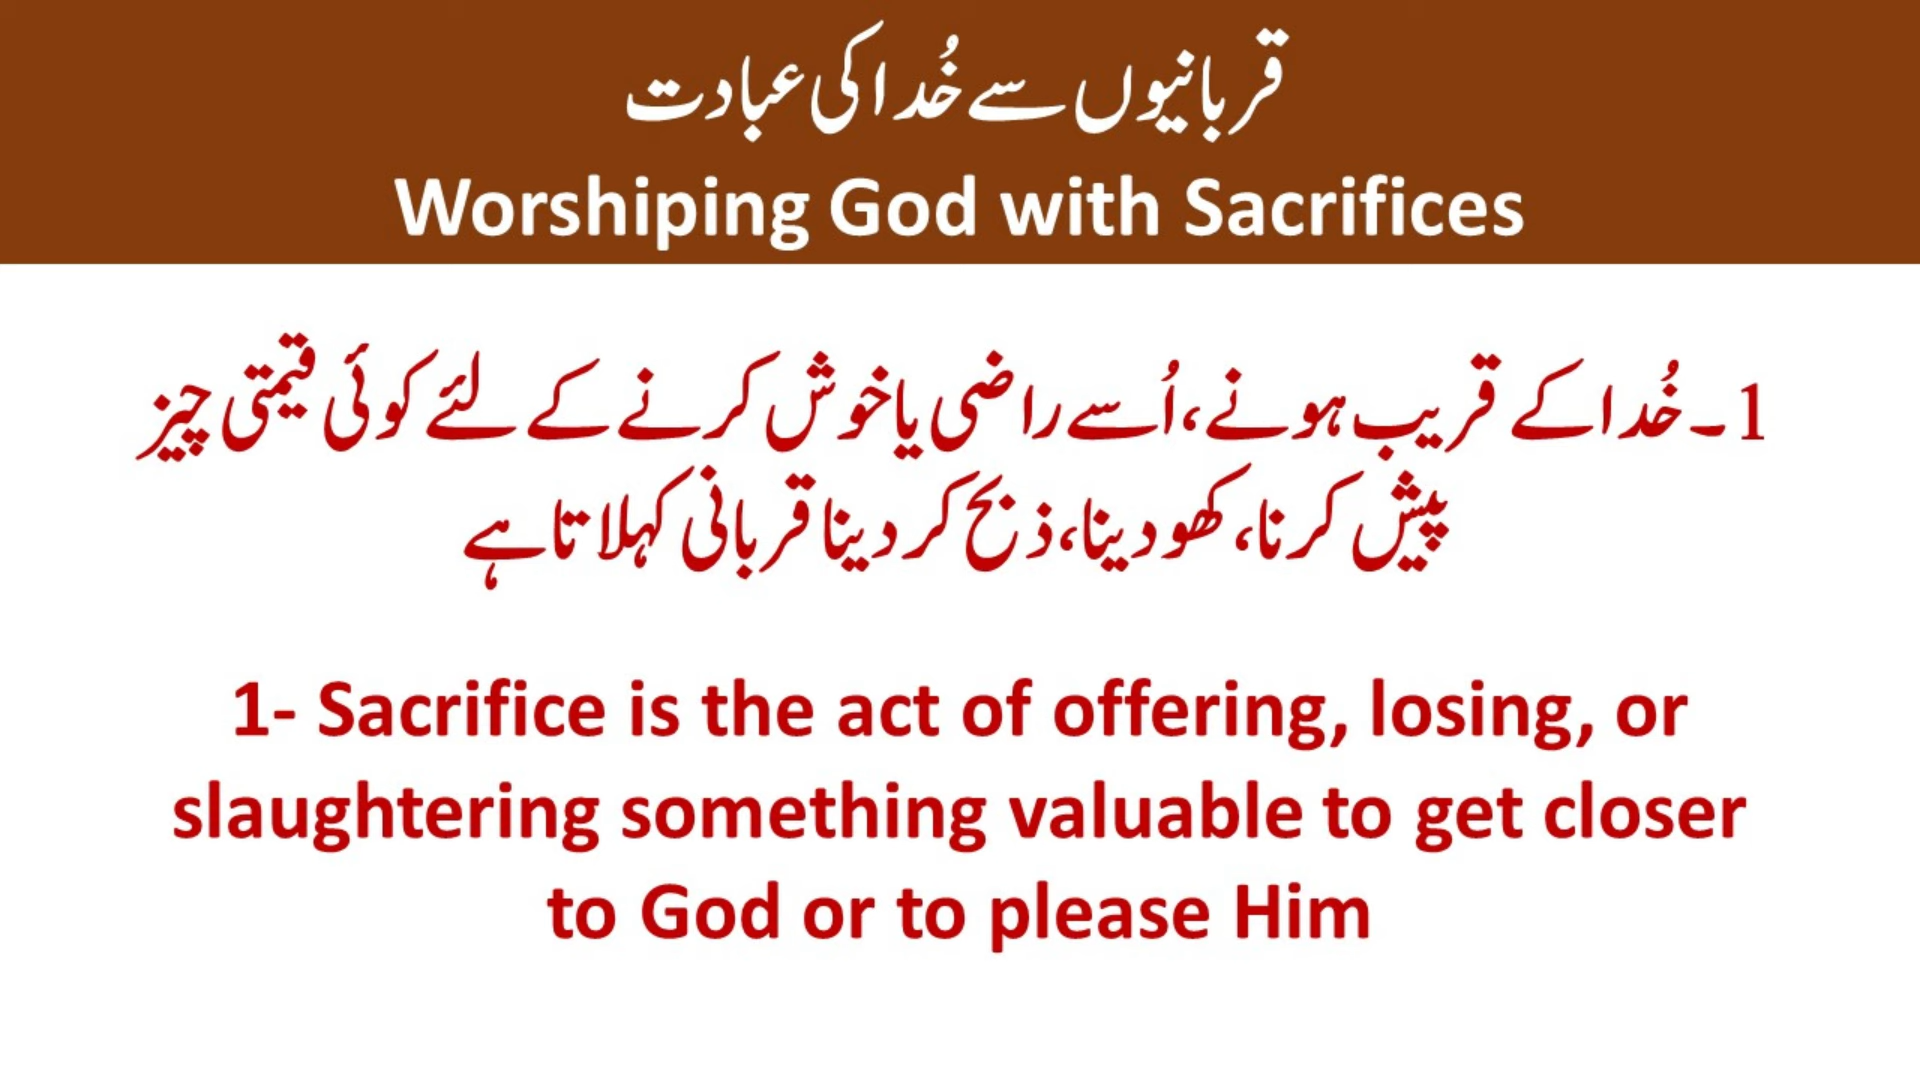 قربانیوں سے خُدا کی عبادت
Worshiping God with Sacrifices
1۔ خُدا کے قریب ہونے، اُسے راضی یا خوش کرنے کے لئے کوئی قیمتی چیز
پیش کرنا، کھو دینا، ذبح کر دینا قربانی کہلاتا ہے
1- Sacrifice is the act of offering, losing, or
slaughtering something valuable to get closer
to God or to please Him